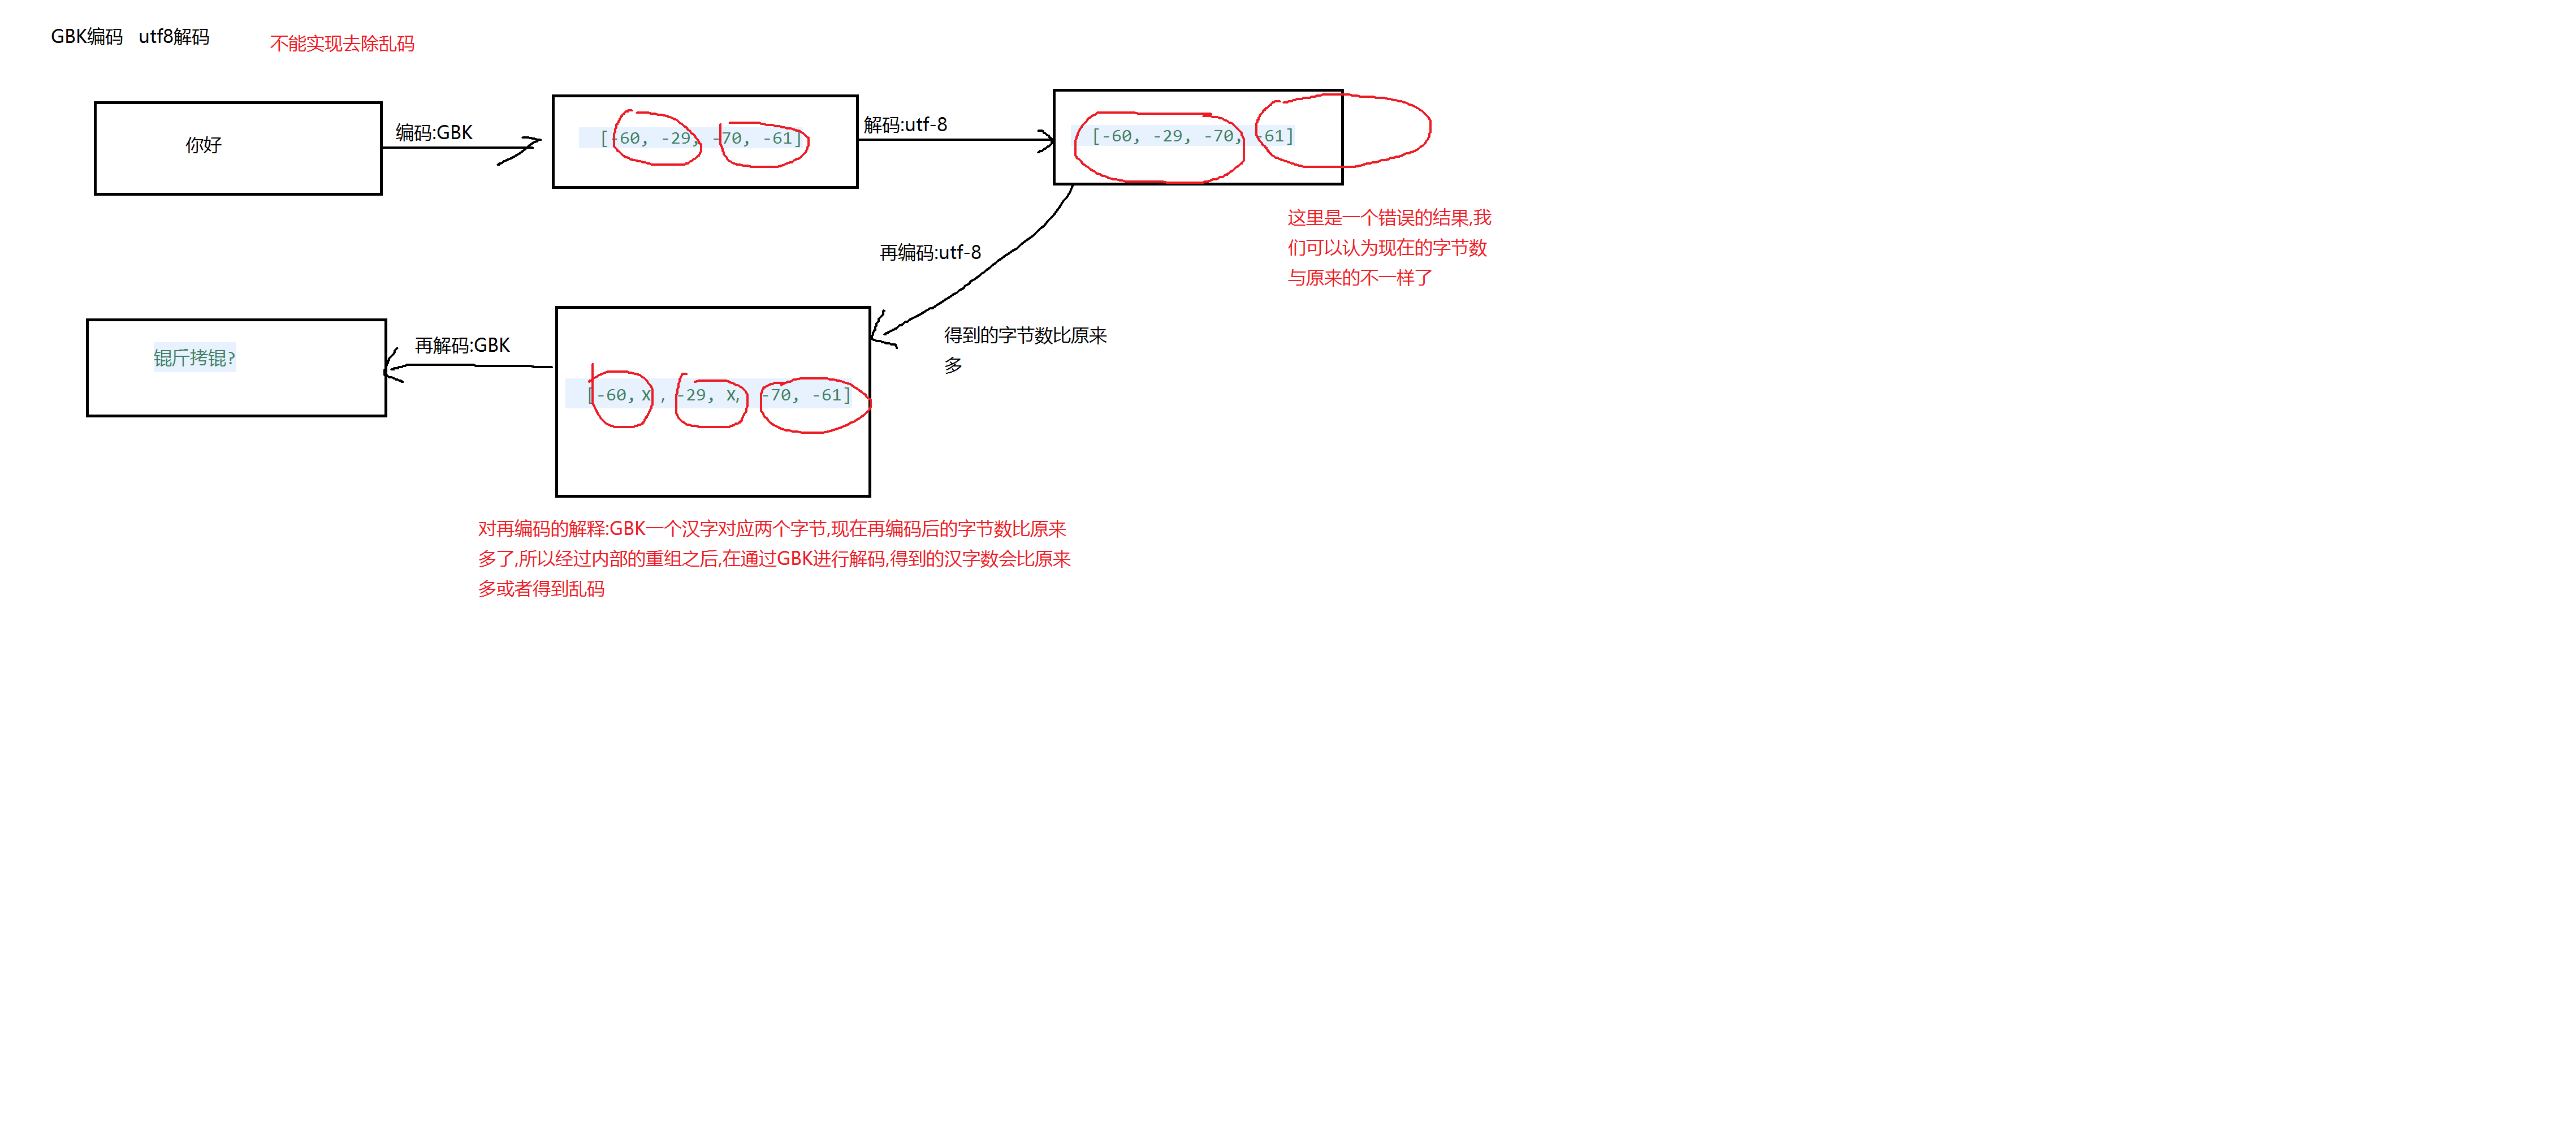 GBK编码 utf8解码
不能实现去除乱码
你好
编码:GBK
[-60, -29, -70, -61]
解码:utf-8
[-60, -29, -70, -61]
这里是一个错误的结果,我
们可以认为现在的字节数
与原来的不一样了
再编码:utf-8
得到的字节数比原来
多
[-60, X , -29, X, -70, -61]
再解码:GBK
锟斤拷锟?
对再编码的解释:GBK一个汉字对应两个字节,现在再编码后的字节数比原来
多了,所以经过内部的重组之后,在通过GBK进行解码,得到的汉字数会比原来
多或者得到乱码